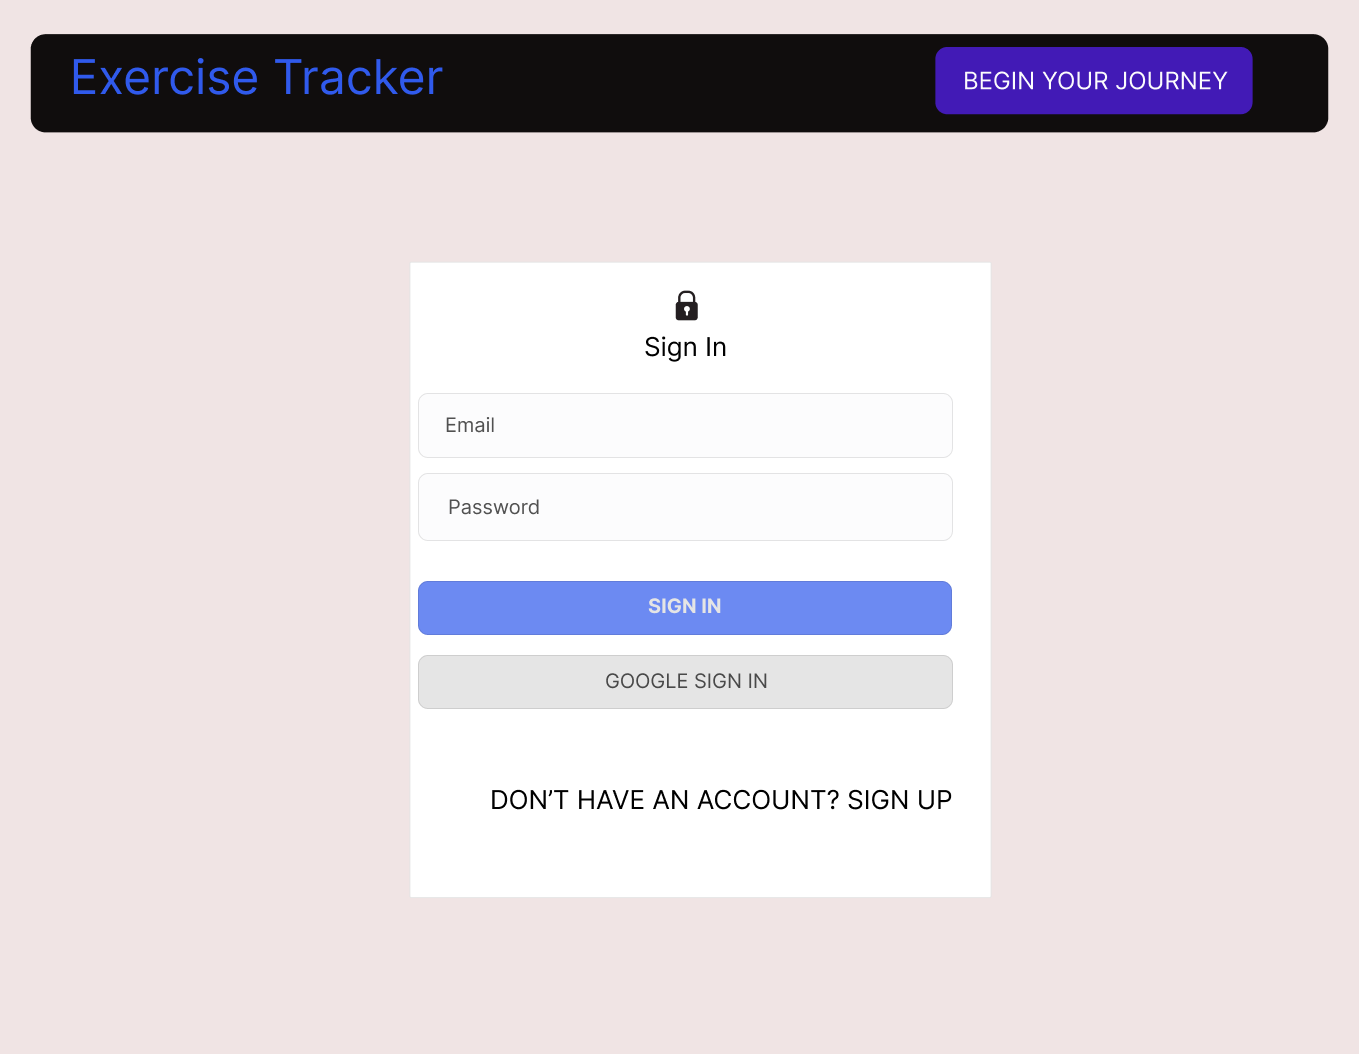 Exercise Tracker
BEGIN YOUR JOURNEY
Sign In
Email
Password
SIGN IN
GOOGLE SIGN IN
DON’T HAVE AN ACCOUNT? SIGN UP